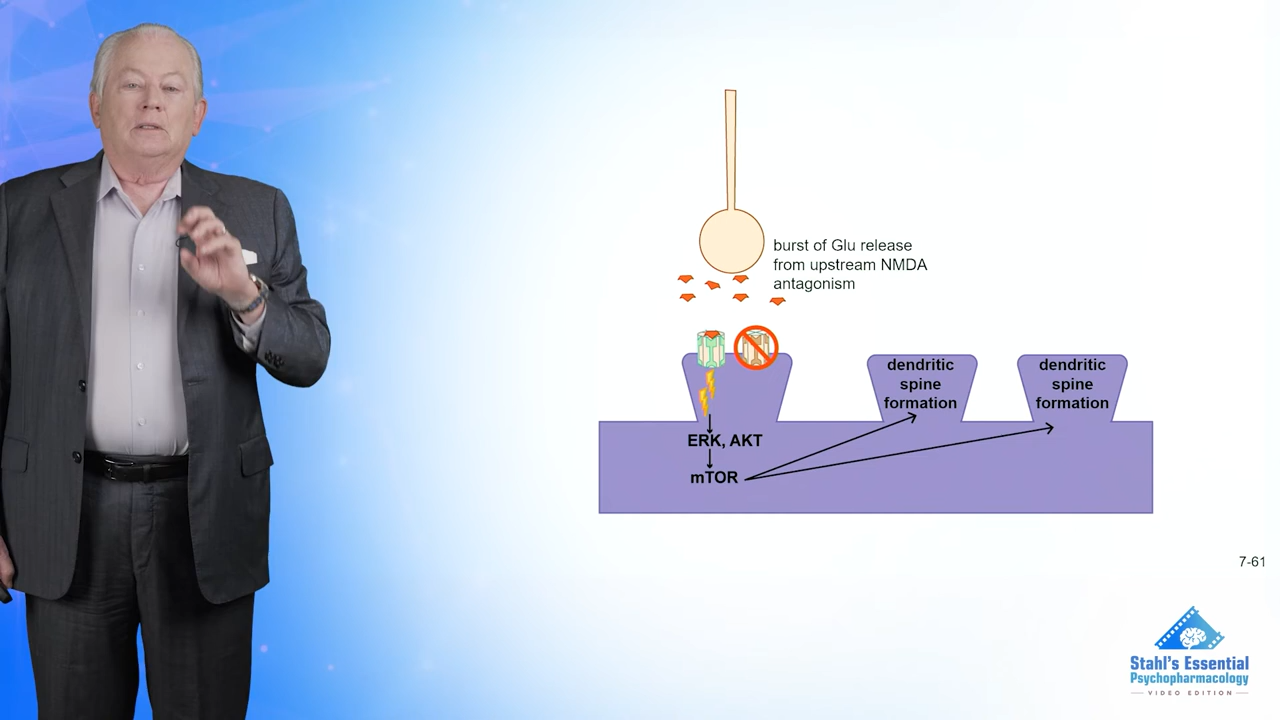 burst of Glu release
from upstream NMDA
antagonism
dendritic
spine
formation
dendritic
spine
formation
ERK, AKT
mTOR
7-61
Stahl's Essential
Psychopharmacology
VIDEO EDITION